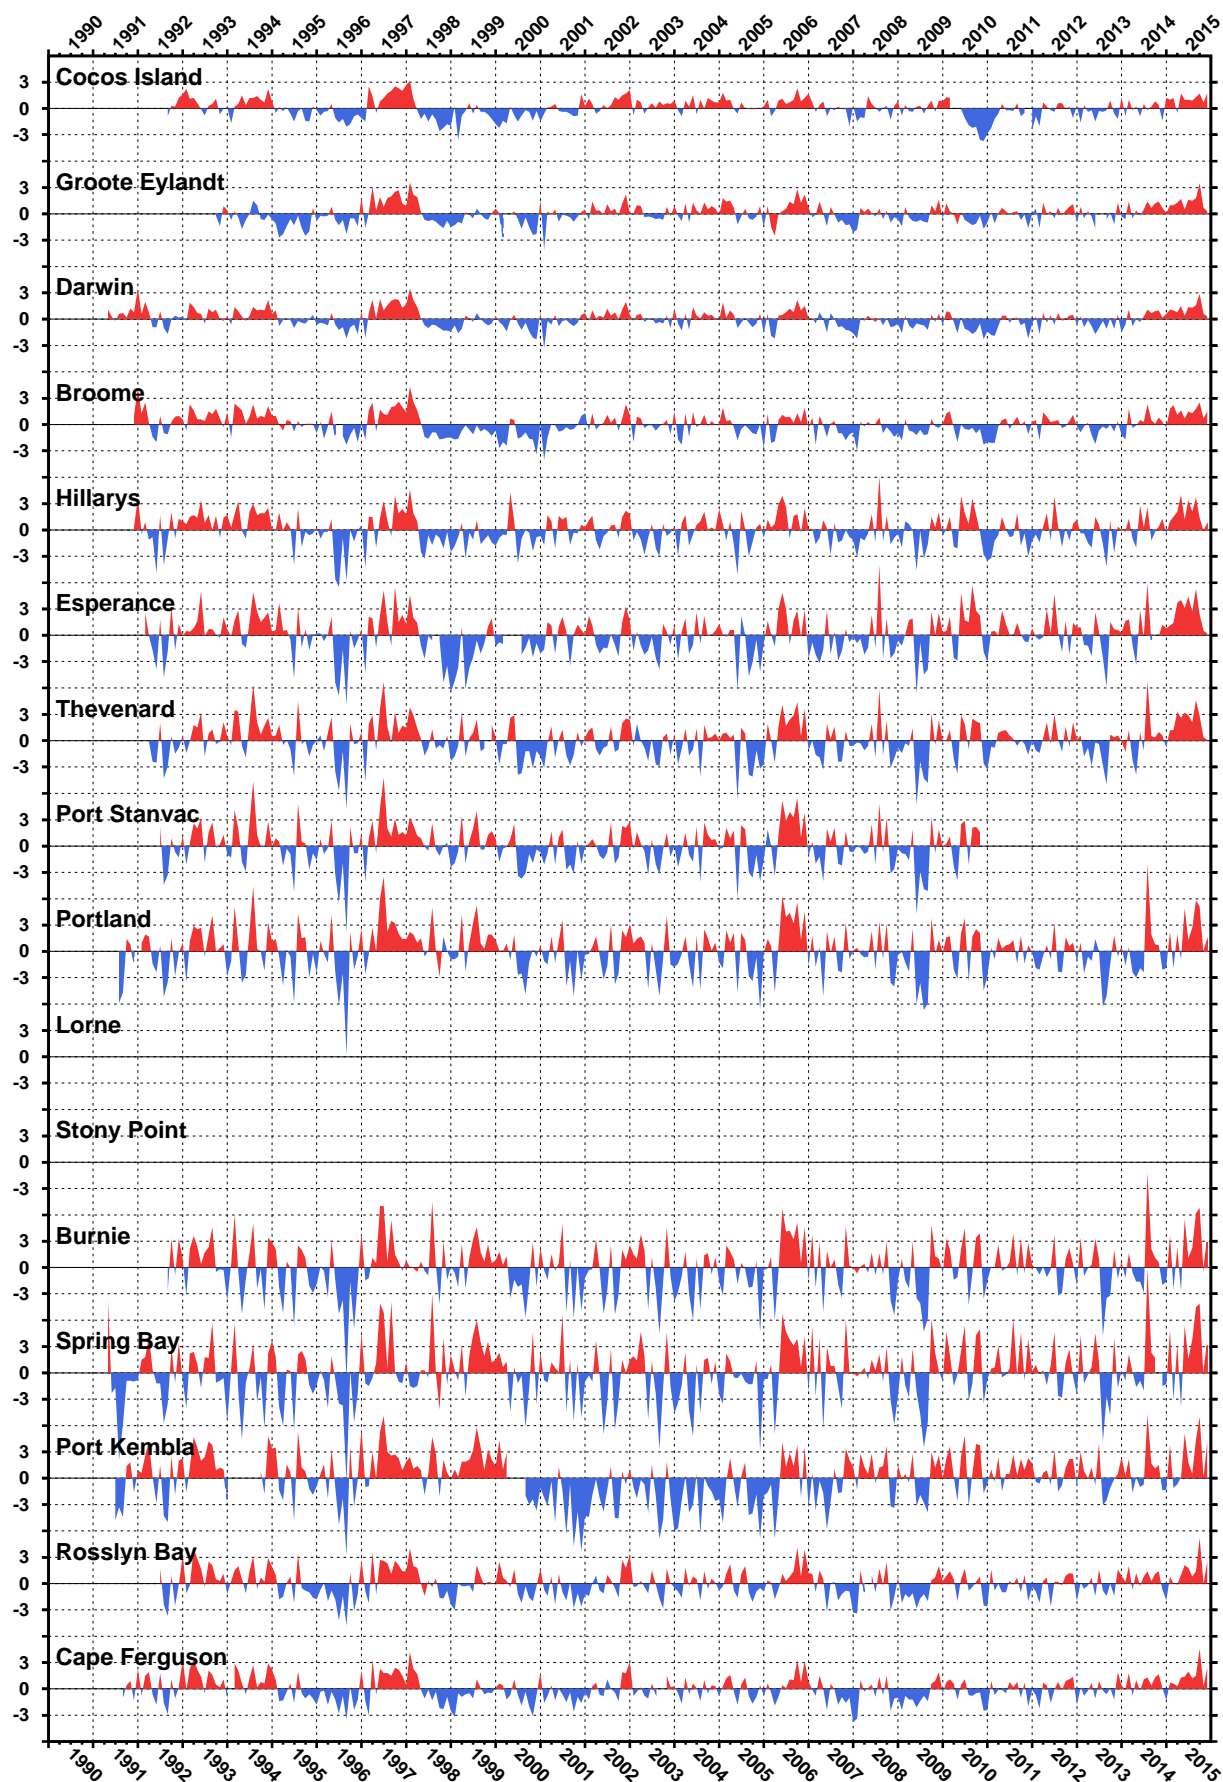 1990 1991 1992 1993 1994 1995 1996 1997 1998 1999 2000 2001 2002 2003 2004 2005 2006 2007 2008 2009 2010 2011 2012 2013 2014 2015
Cocos Island
3
0
-3
Groote Eylandt
3
0
-3
Darwin
3
0
-3
Broome
3
0
-3
Hillarys
3
0
-3
Esperance
3
0
-3
Thevenard
3
0
-3
Port Stanvac
3
0
-3
Portland
3
0
-3
Lorne
3
0
-3
Stony Point
3
0
-3
Burnie
3
0
-3
Spring Bay
3
0
-3
Port Kembla
3
0
-3
Rosslyn Bay
3
0
-3
Cape Ferguson
3
0
-3
1990 1991 1992 1993 1994 1995 1996 1997 1998 1999 2000 2001 2002 2003 2004 2005 2006 2007 2008 2009 2010 2011 2012 2013 2014 2015